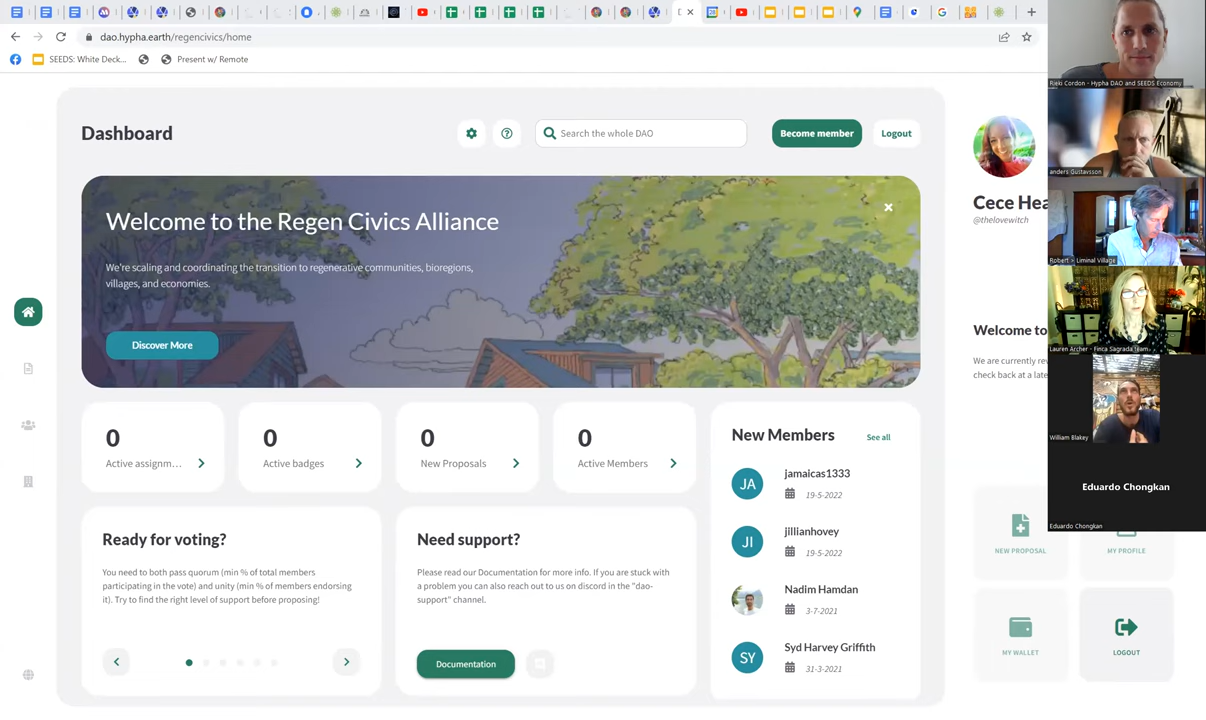 dao.hypha.earth/regencivics/home
SEEDS: White Deck...
Present w/ Remote
Dashboard
Search the whole DAO
Become member
Logout
Welcome to the Regen Civics Alliance
We're scaling and coordinating the transition to regenerative communities, bioregions,
villages, and economies.
Discover More
0
Active assignm...
0
Active badges
0
New Proposals
0
Active Members
Ready for voting?
You need to both pass quorum (min % of total members
participating in the vote) and unity (min % of members endorsing
it). Try to find the right level of support before proposing!
Need support?
Please read our Documentation for more info. If you are stuck with
a problem you can also reach out to us on discord in the "dao-
support" channel.
Documentation
New Members
See all
JA
jamaicas1333
19-5-2022
JI
jillianhovey
19-5-2022
Nadim Hamdan
3-7-2021
SY
Syd Harvey Griffith
31-3-2021
Cece Hea
@thelovewitch
Welcome to
We are currently rev
check back at a late
NEW PROPOSAL
MY PROFILE
MY WALLET
LOGOUT
Rieki Cordon - Hypha DAO and SEEDS Economy
anders Gustavsson
Robert > Liminal Village
Lauren Archer - Finca Sagrada team
William Blakey
Eduardo Chongkan
Eduardo Chongkan